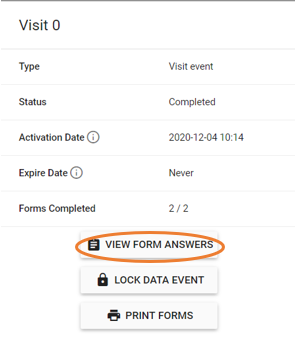 Visit 0
Type Visit event
Status Completed
Activation Date 2020-12-04 10:14
Expire Date Never
Forms Completed 2 / 2
VIEW FORM ANSWERS
LOCK DATA EVENT
PRINT FORMS